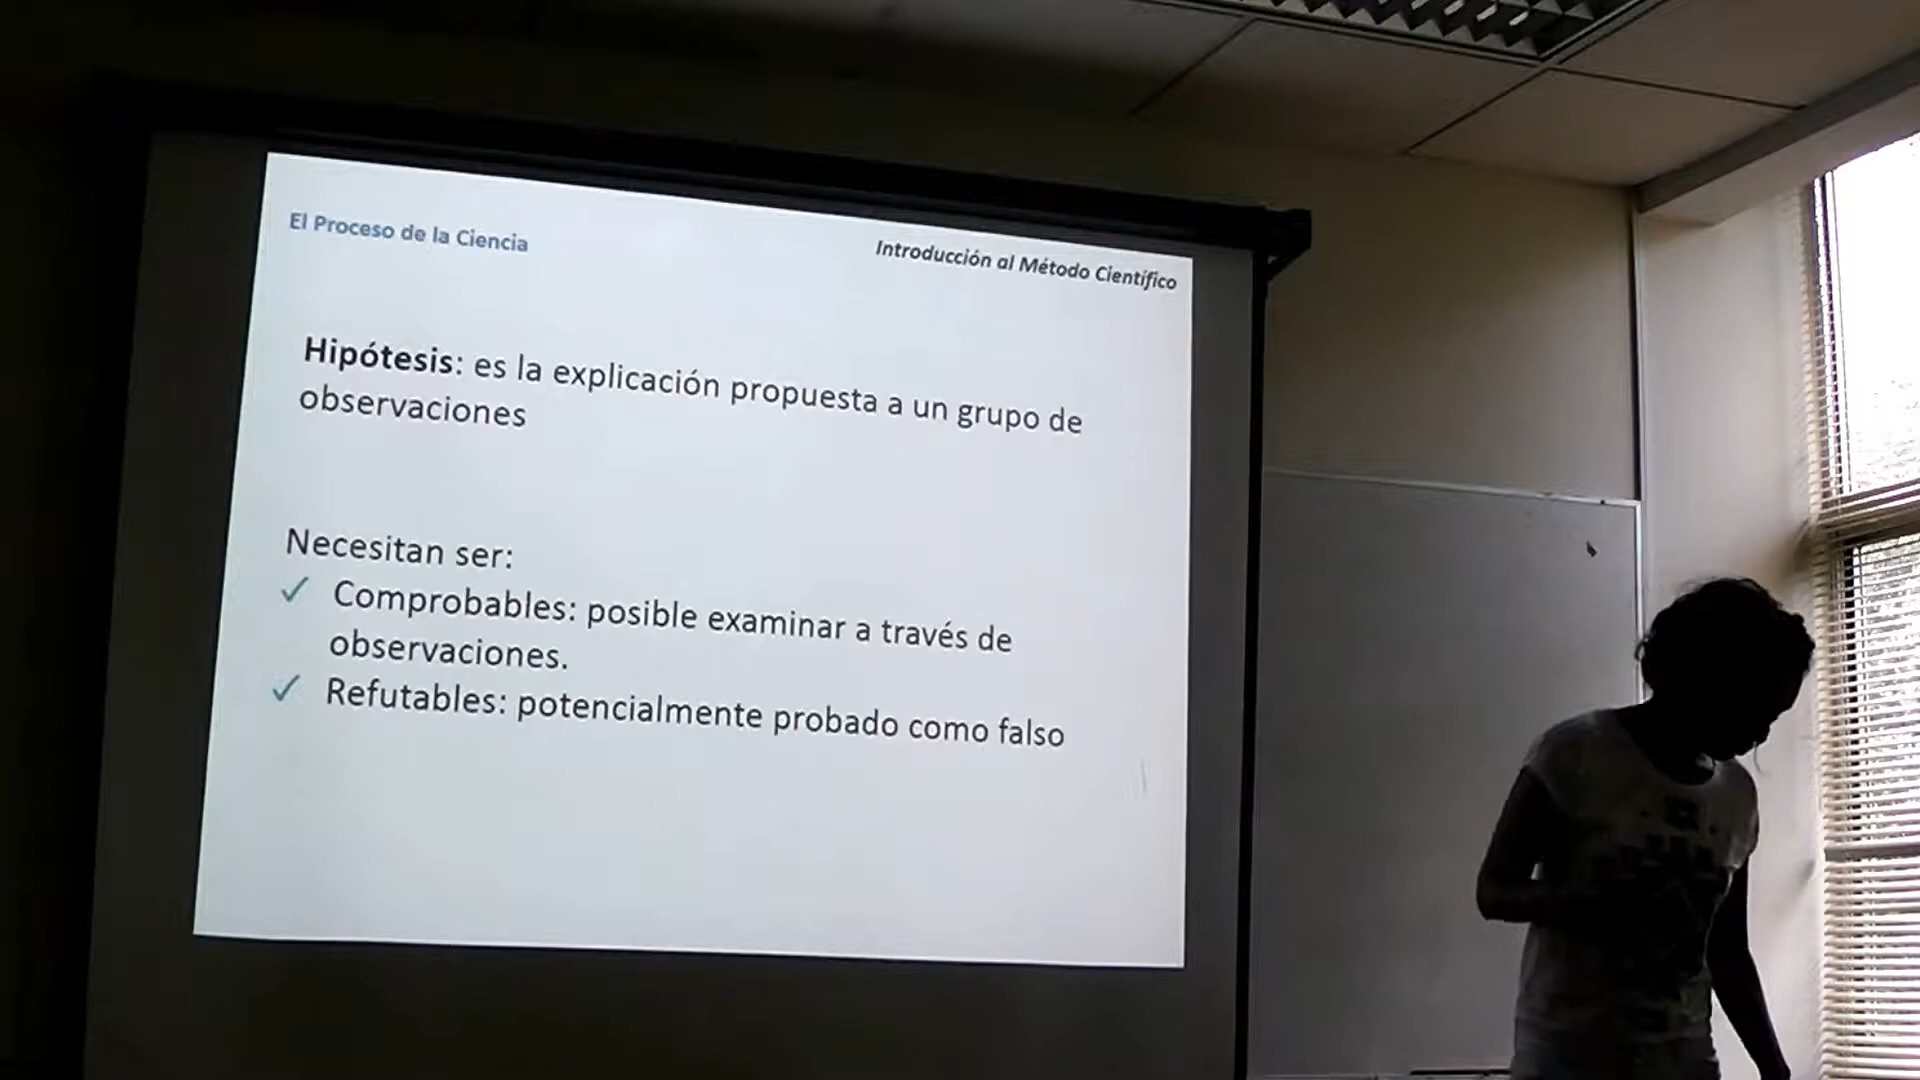 El Proceso de la Ciencia
Introducción al Método Científico
Hipótesis: es la explicación propuesta a un grupo de
observaciones
Necesitan ser:
✓ Comprobables: posible examinar a través de
observaciones.
✓ Refutables: potencialmente probado como falso